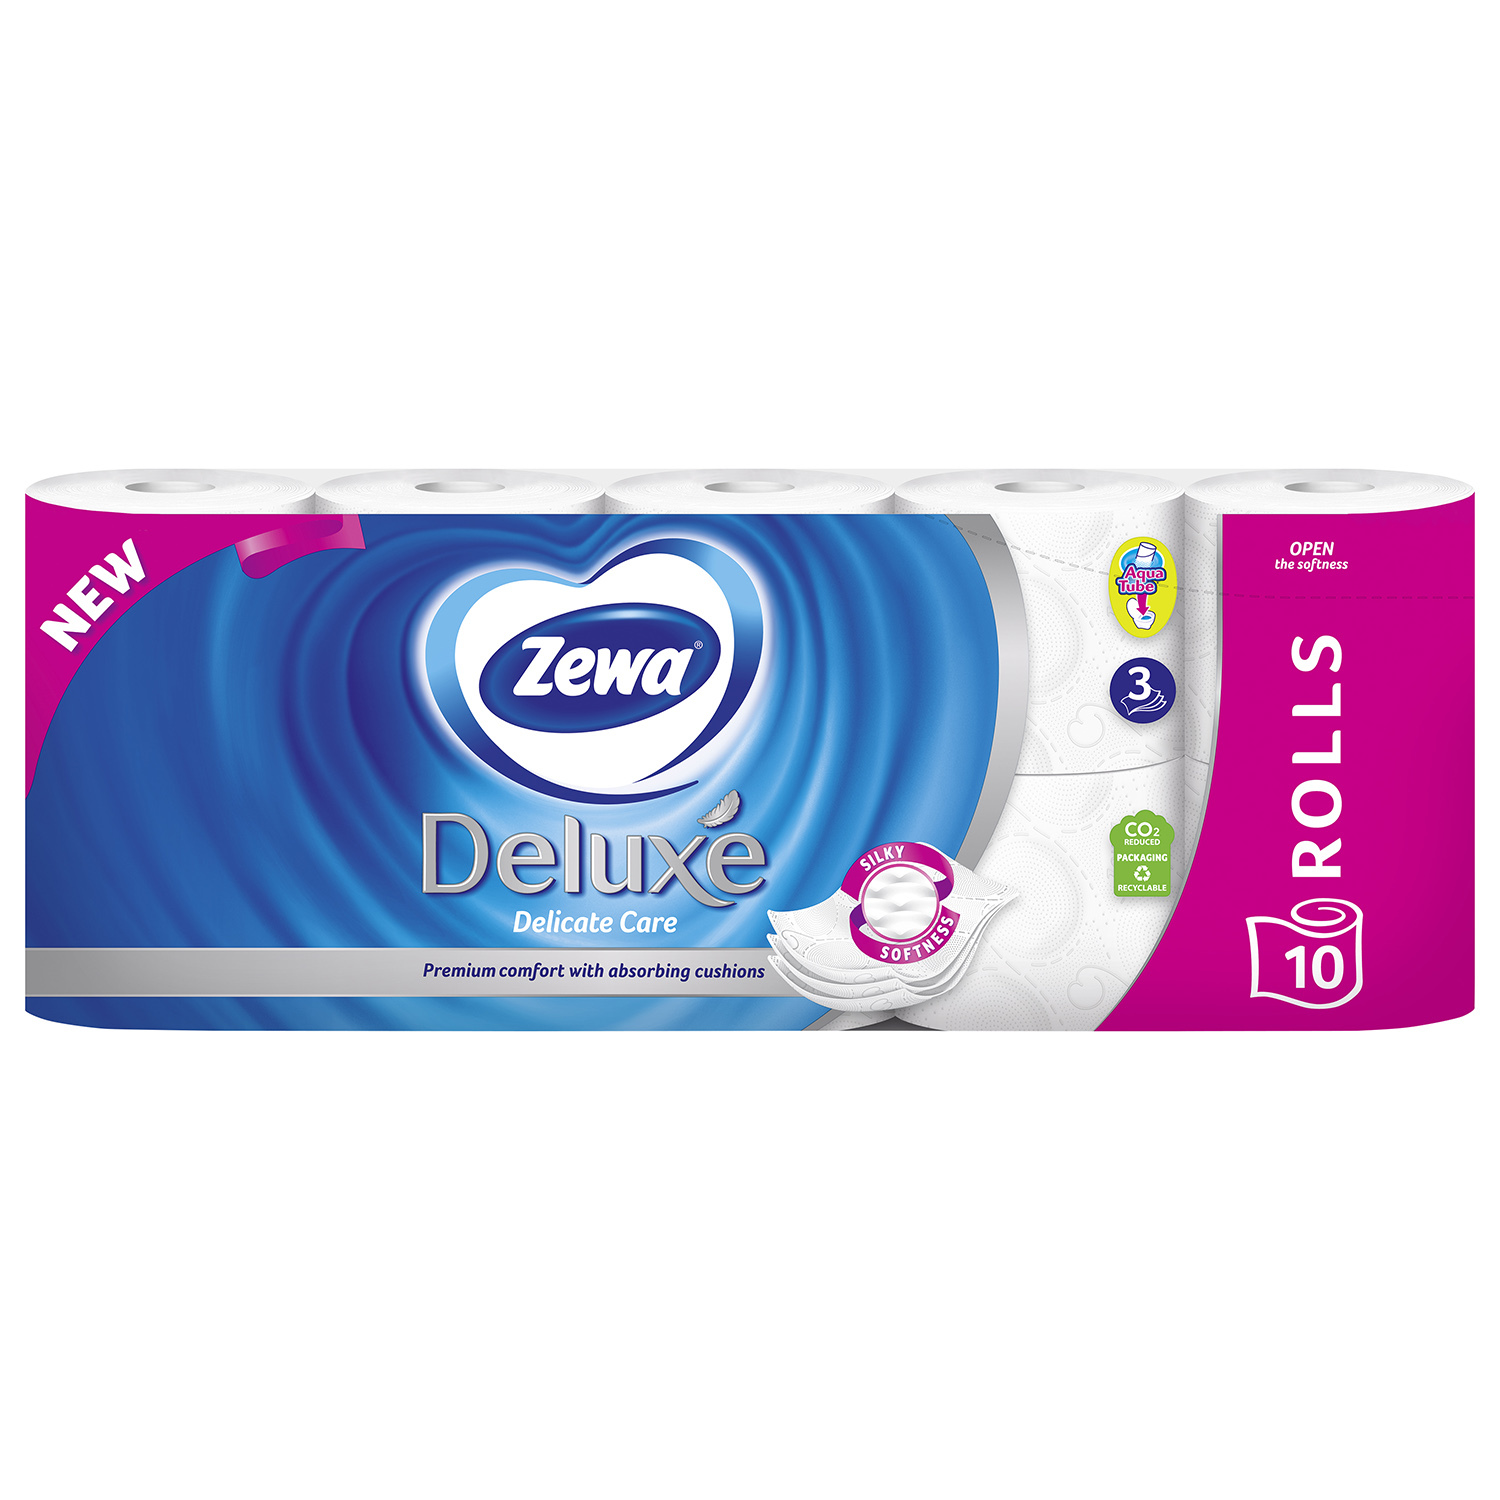 NEW
Zewa®
Deluxe
Delicate Care
Premium comfort with absorbing cushions
SILKY
SOFTNESS
Aqua
Tube
3
CO2
REDUCED
PACKAGING
RECYCLABLE
OPEN
the softness
ROLLS
10